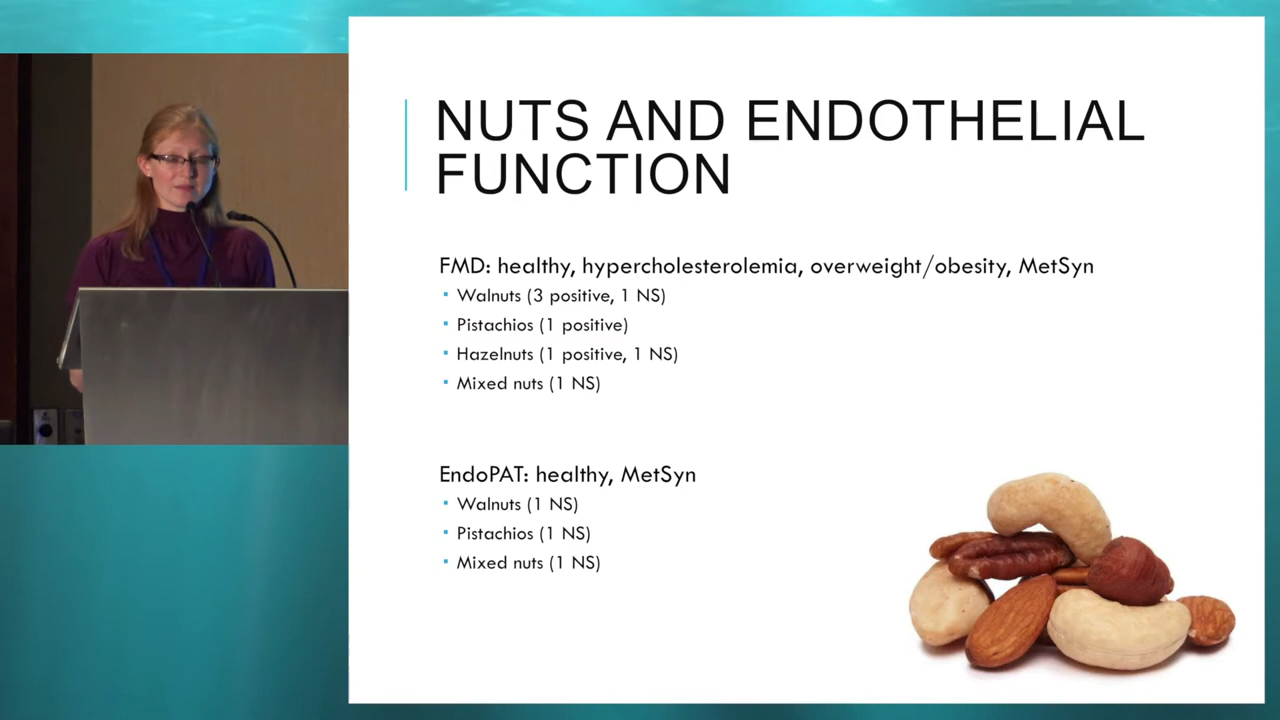 NUTS AND ENDOTHELIAL
FUNCTION
FMD: healthy, hypercholesterolemia, overweight/obesity, MetSyn
▪ Walnuts (3 positive, 1 NS)
▪ Pistachios (1 positive)
▪ Hazelnuts (1 positive, 1 NS)
▪ Mixed nuts (1 NS)
EndoPAT: healthy, MetSyn
▪ Walnuts (1 NS)
▪ Pistachios (1 NS)
▪ Mixed nuts (1 NS)